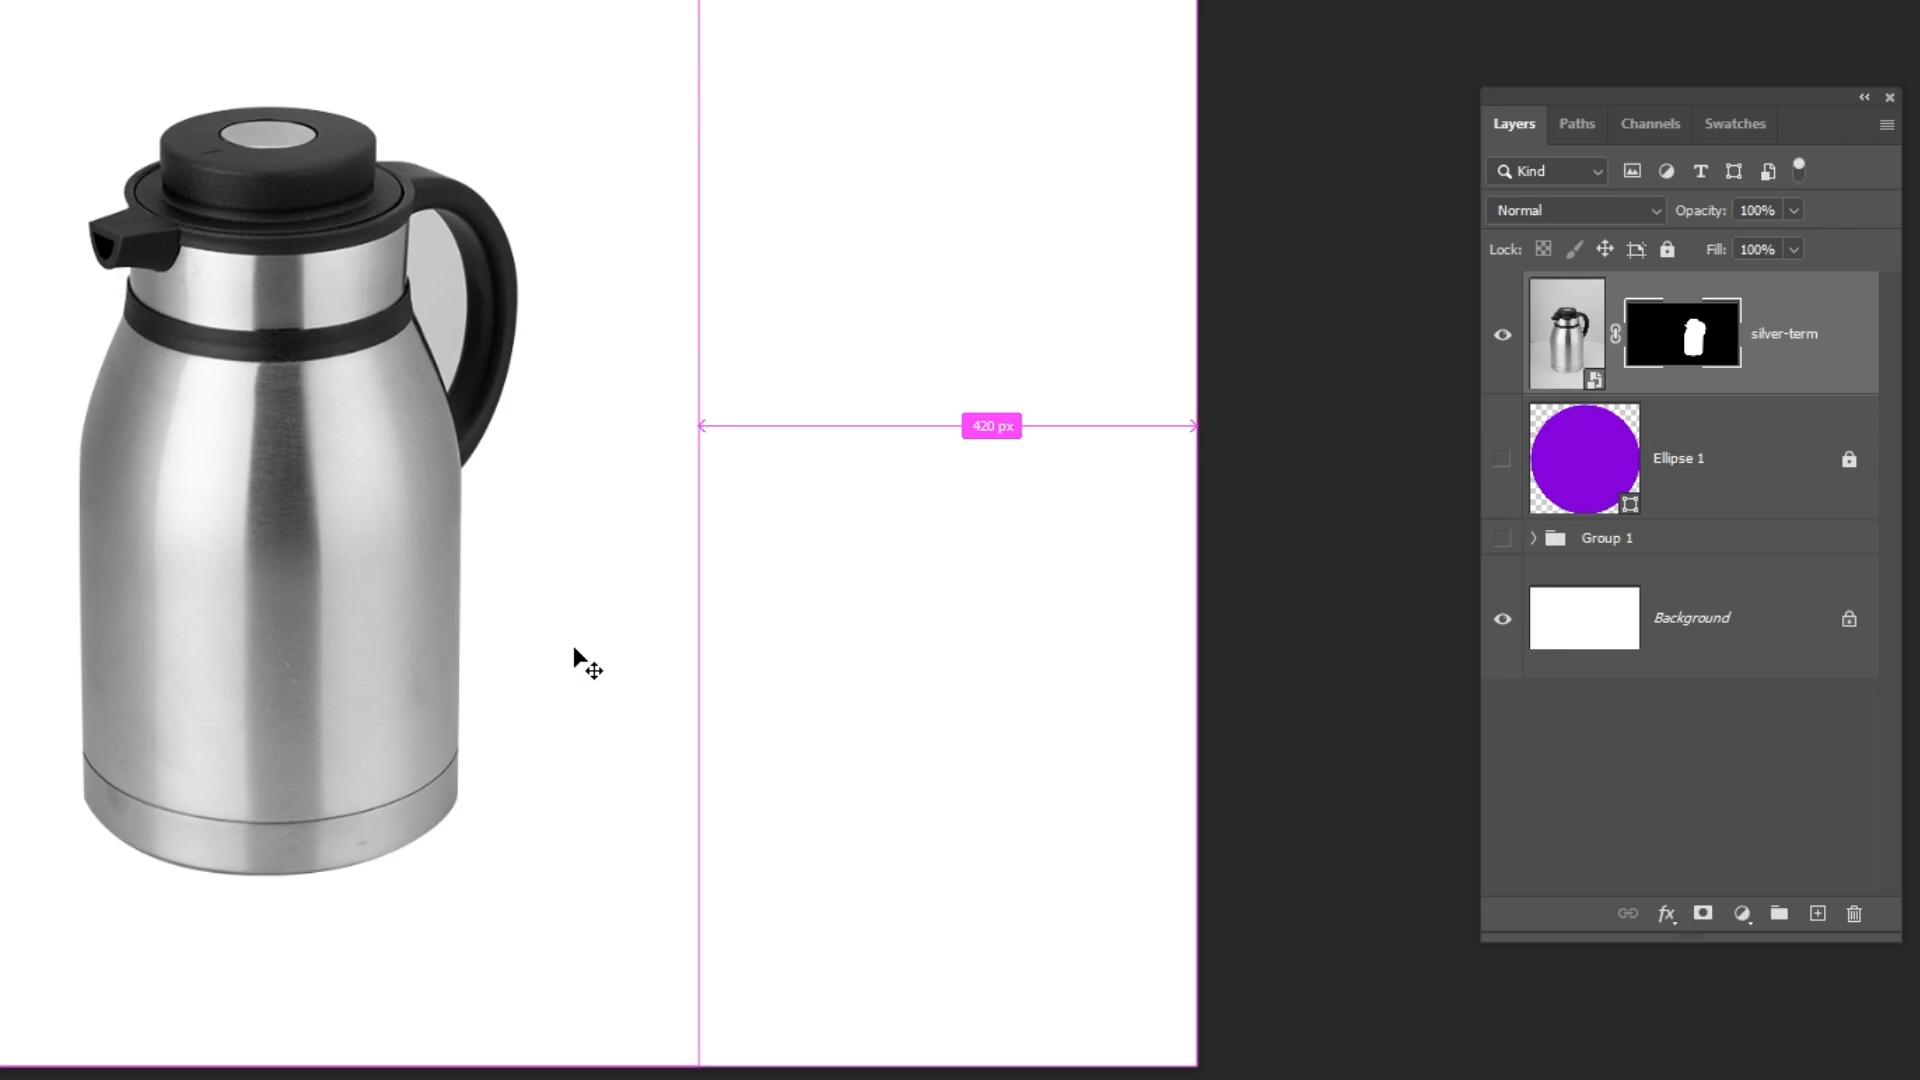 Layers Paths Channels Swatches
Kind
Normal Opacity: 100%
Lock: Fill: 100%
silver-term
420 px
Ellipse 1
Group 1
Background
fx